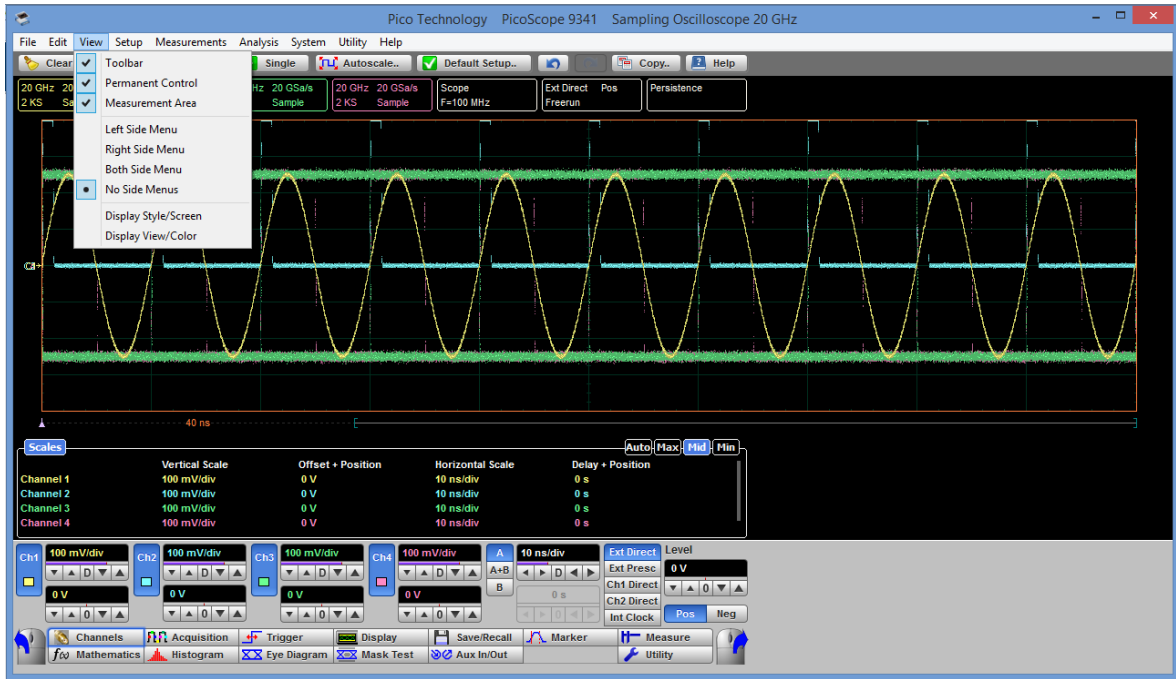 Pico Technology PicoScope 9341 Sampling Oscilloscope 20 GHz
File Edit View Setup Measurements Analysis System Utility Help
Clear Single Autoscale.. Default Setup.. Copy.. Help
Toolbar
Permanent Control
Measurement Area
Left Side Menu
Right Side Menu
Both Side Menu
No Side Menus
Display Style/Screen
Display View/Color
20 GHz 20 Hz 20 GSa/s 20 GHz 20 GSa/s Scope Ext Direct Pos Persistence
2 KS Sa Sample 2 KS Sample F=100 MHz Freerun
40 ns
Scales Auto Max Mid Min
Vertical Scale Offset + Position Horizontal Scale Delay + Position
Channel 1 100 mV/div 0 V 10 ns/div 0 s
Channel 2 100 mV/div 0 V 10 ns/div 0 s
Channel 3 100 mV/div 0 V 10 ns/div 0 s
Channel 4 100 mV/div 0 V 10 ns/div 0 s
Ch1 100 mV/div Ch2 100 mV/div Ch3 100 mV/div Ch4 100 mV/div A 10 ns/div Ext Direct Level
D D D D A+B D Ext Presc 0 V
0 V 0 V 0 V 0 V B 0 s Ch1 Direct 0
0 0 0 0 0 Ch2 Direct
Int Clock Pos Neg
Channels Acquisition Trigger Display Save/Recall Marker Measure
f(x) Mathematics Histogram Eye Diagram Mask Test Aux In/Out Utility